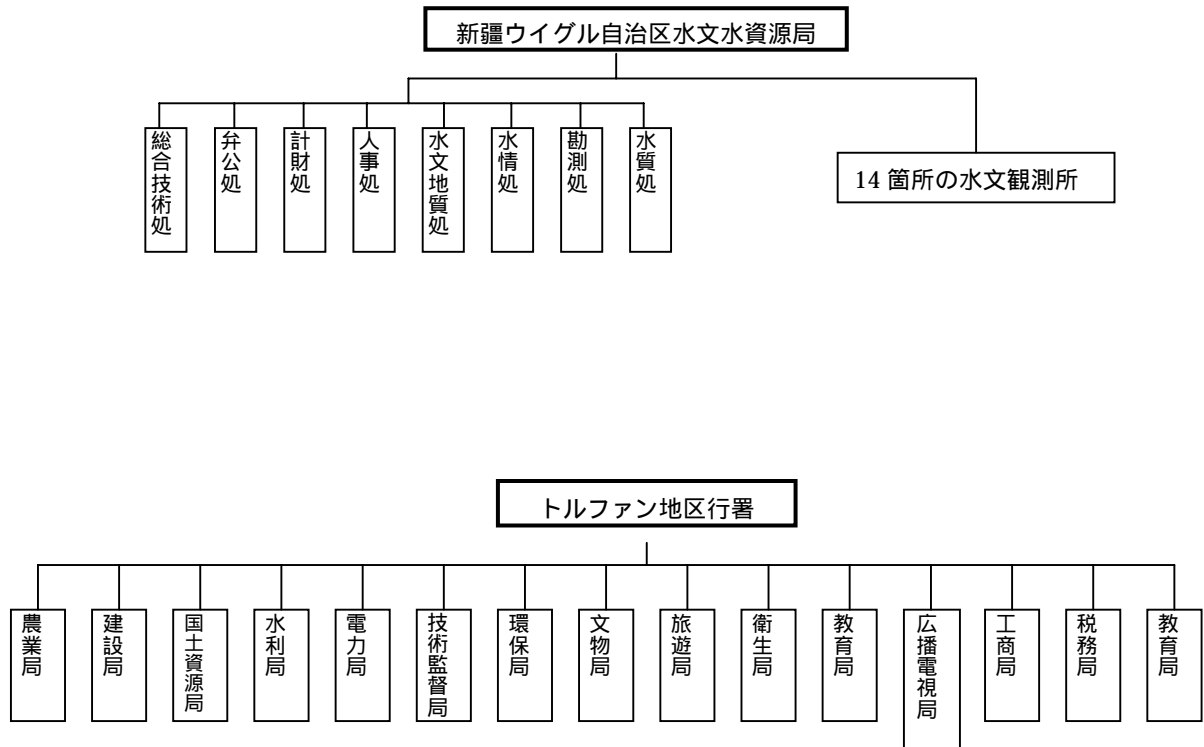 新疆ウイグル自治区水文水資源局
総合技術処
弁公処
計財処
人事処
水文地質処
水情処
勘測処
水質処
14 箇所の水文観測所
トルファン地区行署
農業局
建設局
国土資源局
水利局
電力局
技術監督局
環保局
文物局
旅遊局
衛生局
教育局
広播電視局
工商局
税務局
教育局